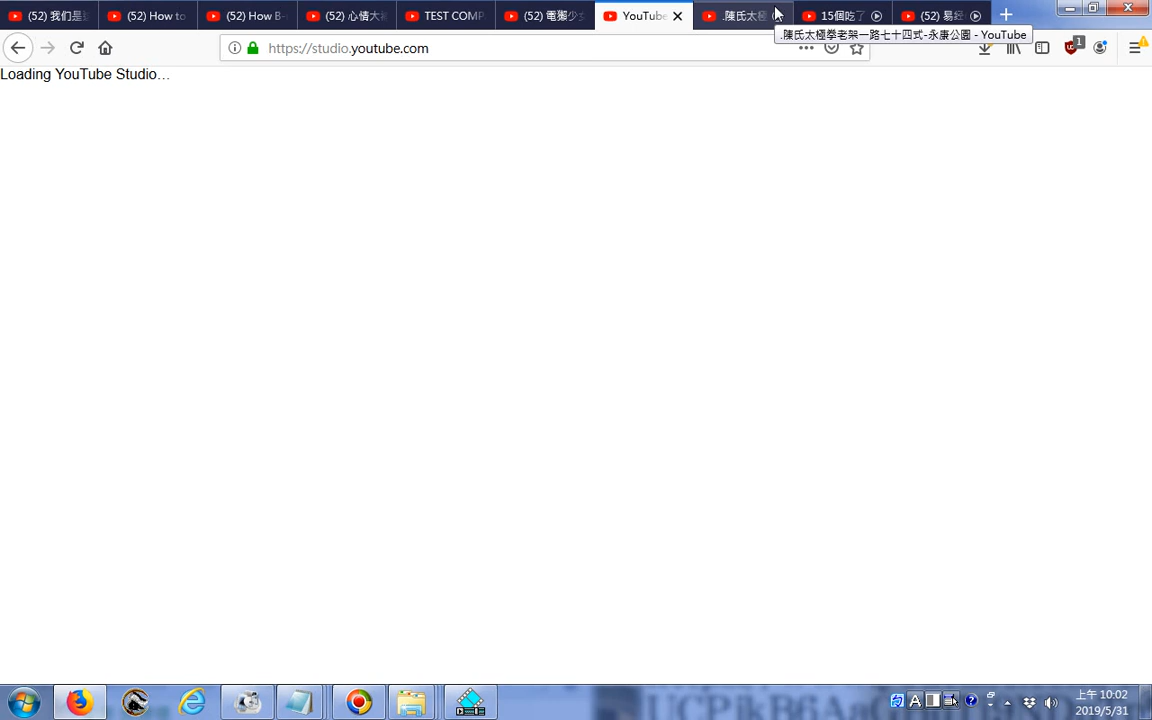 (52) 我们是
(52) How to
(52) How B-
(52) 心情大
TEST COMP
(52) 電獺少
YouTube
.陳氏太極
15個吃了
(52) 易經
https://studio.youtube.com
.陳氏太極拳老架一路七十四式-永康公園 - YouTube
1
Loading YouTube Studio…
上午 10:02
2019/5/31